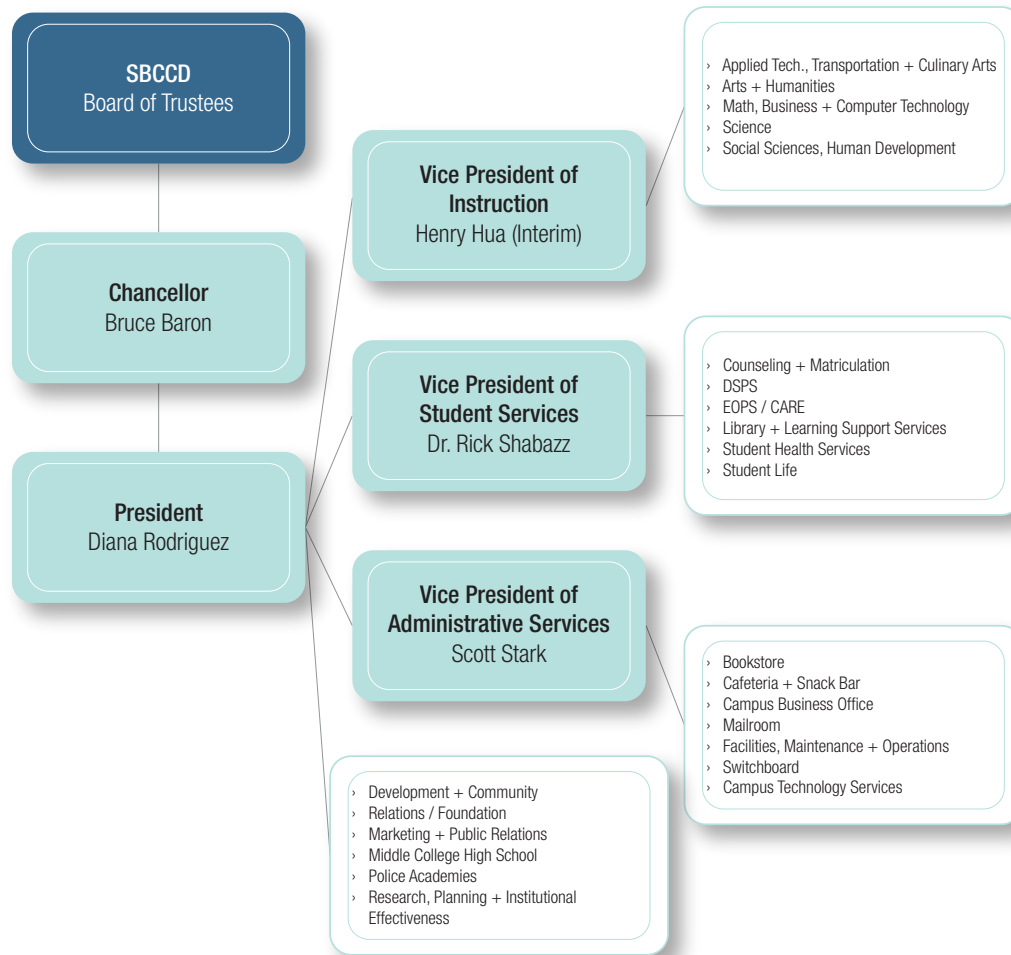 SBCCD
Board of Trustees
Chancellor
Bruce Baron
President
Diana Rodriguez
Vice President of
Instruction
Henry Hua (Interim)
Vice President of
Student Services
Dr. Rick Shabazz
Vice President of
Administrative Services
Scott Stark
› Development + Community
› Relations / Foundation
› Marketing + Public Relations
› Middle College High School
› Police Academies
› Research, Planning + Institutional
Effectiveness
› Applied Tech., Transportation + Culinary Arts
› Arts + Humanities
› Math, Business + Computer Technology
› Science
› Social Sciences, Human Development
› Counseling + Matriculation
› DSPS
› EOPS / CARE
› Library + Learning Support Services
› Student Health Services
› Student Life
› Bookstore
› Cafeteria + Snack Bar
› Campus Business Office
› Mailroom
› Facilities, Maintenance + Operations
› Switchboard
› Campus Technology Services